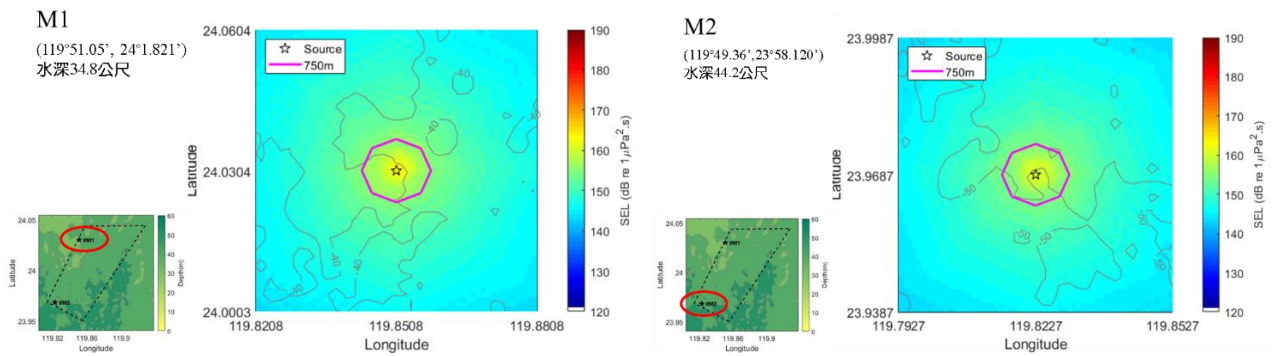 M1
(119°51.05', 24°1.821')
水深34.8公尺
24.0604
24.0304
24.0003
Latitude
119.8208
119.8508
119.8808
Longitude
Source
750m
-40
-40
-40
-40
-40
190
180
170
160
150
140
130
120
SEL (dB re 1 μPa².s)
24.05
24
23.95
Latitude
#M1
#M2
119.82
119.86
119.9
Longitude
60
50
40
30
20
10
0
Depth(m)
M2
(119°49.36',23°58.120')
水深44.2公尺
23.9987
23.9687
23.9387
Latitude
119.7927
119.8227
119.8527
Longitude
Source
750m
-50
-50
-50
-50
190
180
170
160
150
140
130
120
SEL (dB re 1 μPa².s)
24.05
24
23.95
Latitude
#M1
#M2
119.82
119.86
119.9
Longitude
60
50
40
30
20
10
0
Depth(m)